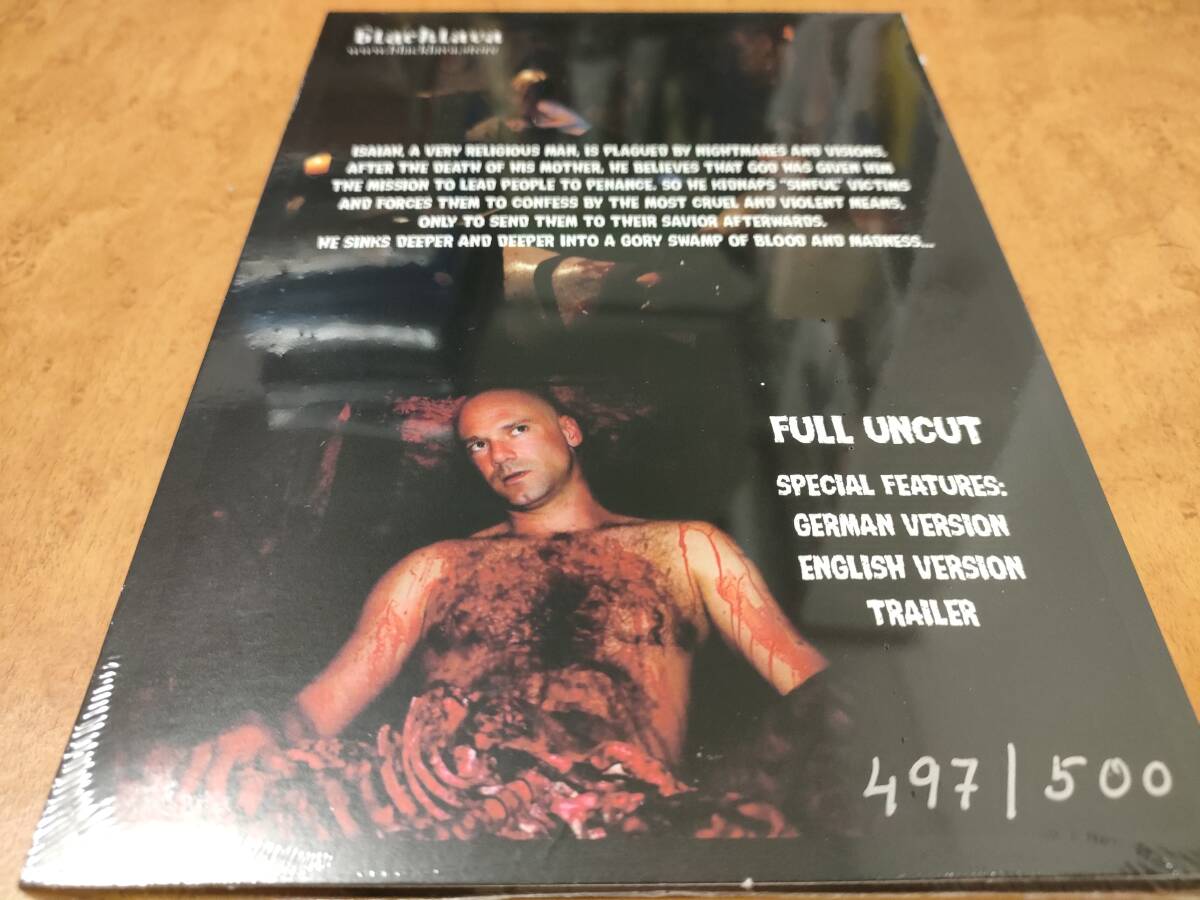 Blacklava
www.blacklava.store
ISAIAH, A VERY RELIGIOUS MAN, IS PLAGUED BY NIGHTMARES AND VISIONS.
AFTER THE DEATH OF HIS MOTHER, HE BELIEVES THAT GOD HAS GIVEN HIM
THE MISSION TO LEAD PEOPLE TO PENANCE. SO HE KIDNAPS "SINFUL" VICTIMS
AND FORCES THEM TO CONFESS BY THE MOST CRUEL AND VIOLENT MEANS,
ONLY TO SEND THEM TO THEIR SAVIOR AFTERWARDS.
HE SINKS DEEPER AND DEEPER INTO A GORY SWAMP OF BLOOD AND MADNESS...
FULL UNCUT
SPECIAL FEATURES:
GERMAN VERSION
ENGLISH VERSION
TRAILER
497/500